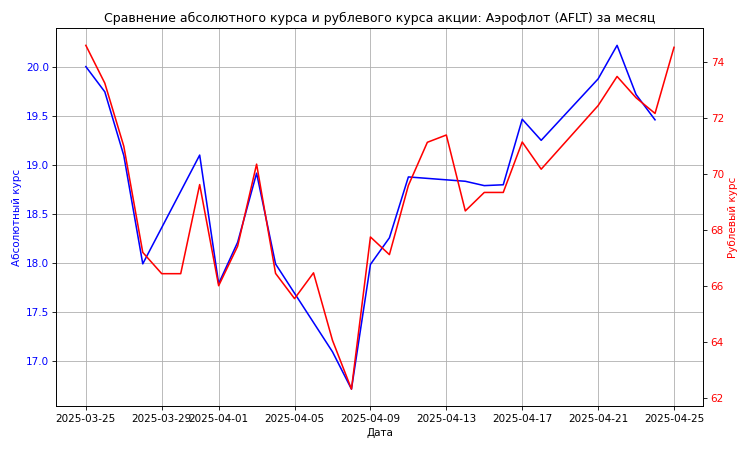 Сравнение абсолютного курса и рублевого курса акции: Аэрофлот (AFLT) за месяц
Абсолютный курс
20.0
19.5
19.0
18.5
18.0
17.5
17.0
74
72
70
68
66
64
62
Рублевый курс
2025-03-25 2025-03-29 2025-04-01 2025-04-05 2025-04-09 2025-04-13 2025-04-17 2025-04-21 2025-04-25
Дата